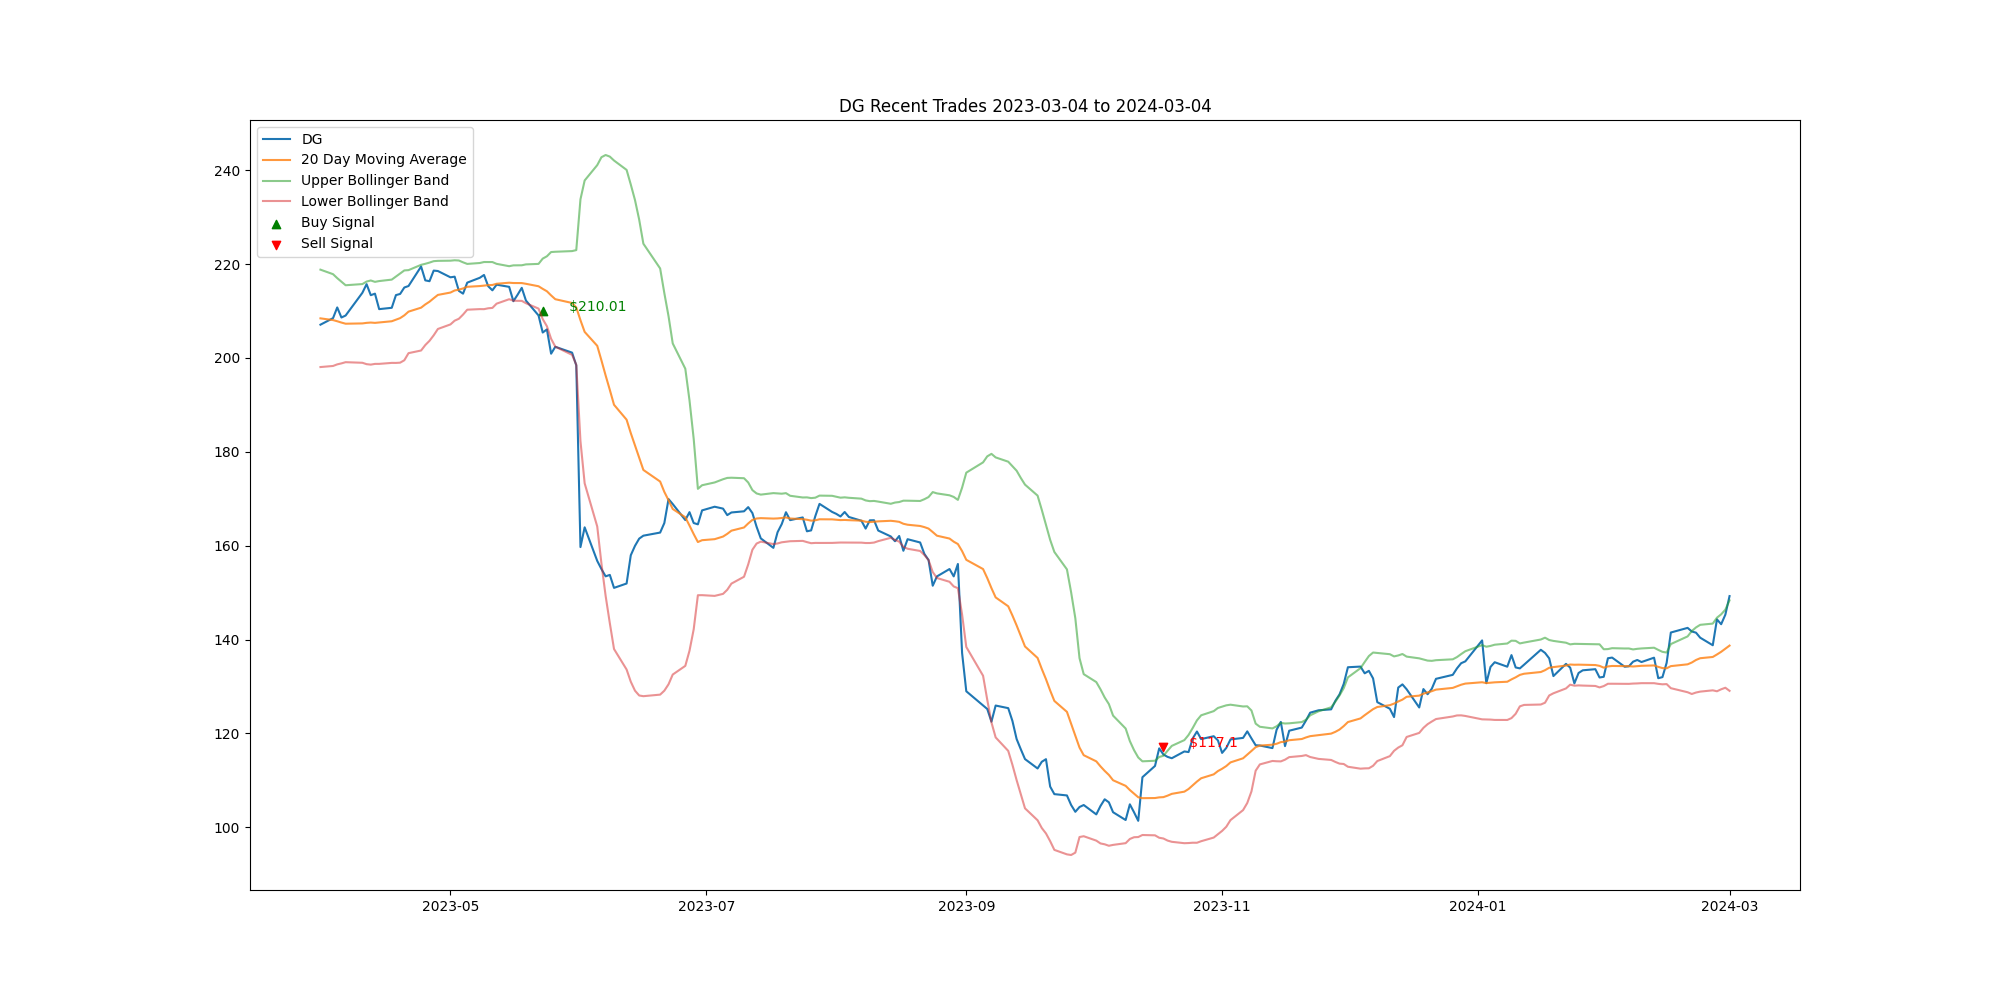 DG Recent Trades 2023-03-04 to 2024-03-04
DG
20 Day Moving Average
Upper Bollinger Band
Lower Bollinger Band
Buy Signal
Sell Signal
240
220
200
180
160
140
120
100
$210.01
$117.1
2023-05
2023-07
2023-09
2023-11
2024-01
2024-03